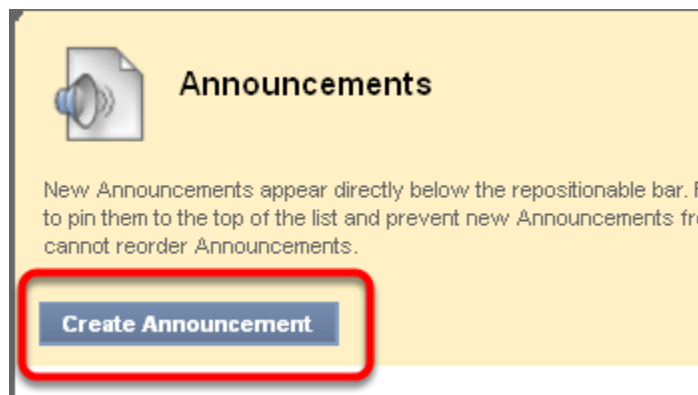 Announcements
New Announcements appear directly below the repositionable bar.
to pin them to the top of the list and prevent new Announcements
cannot reorder Announcements.
Create Announcement